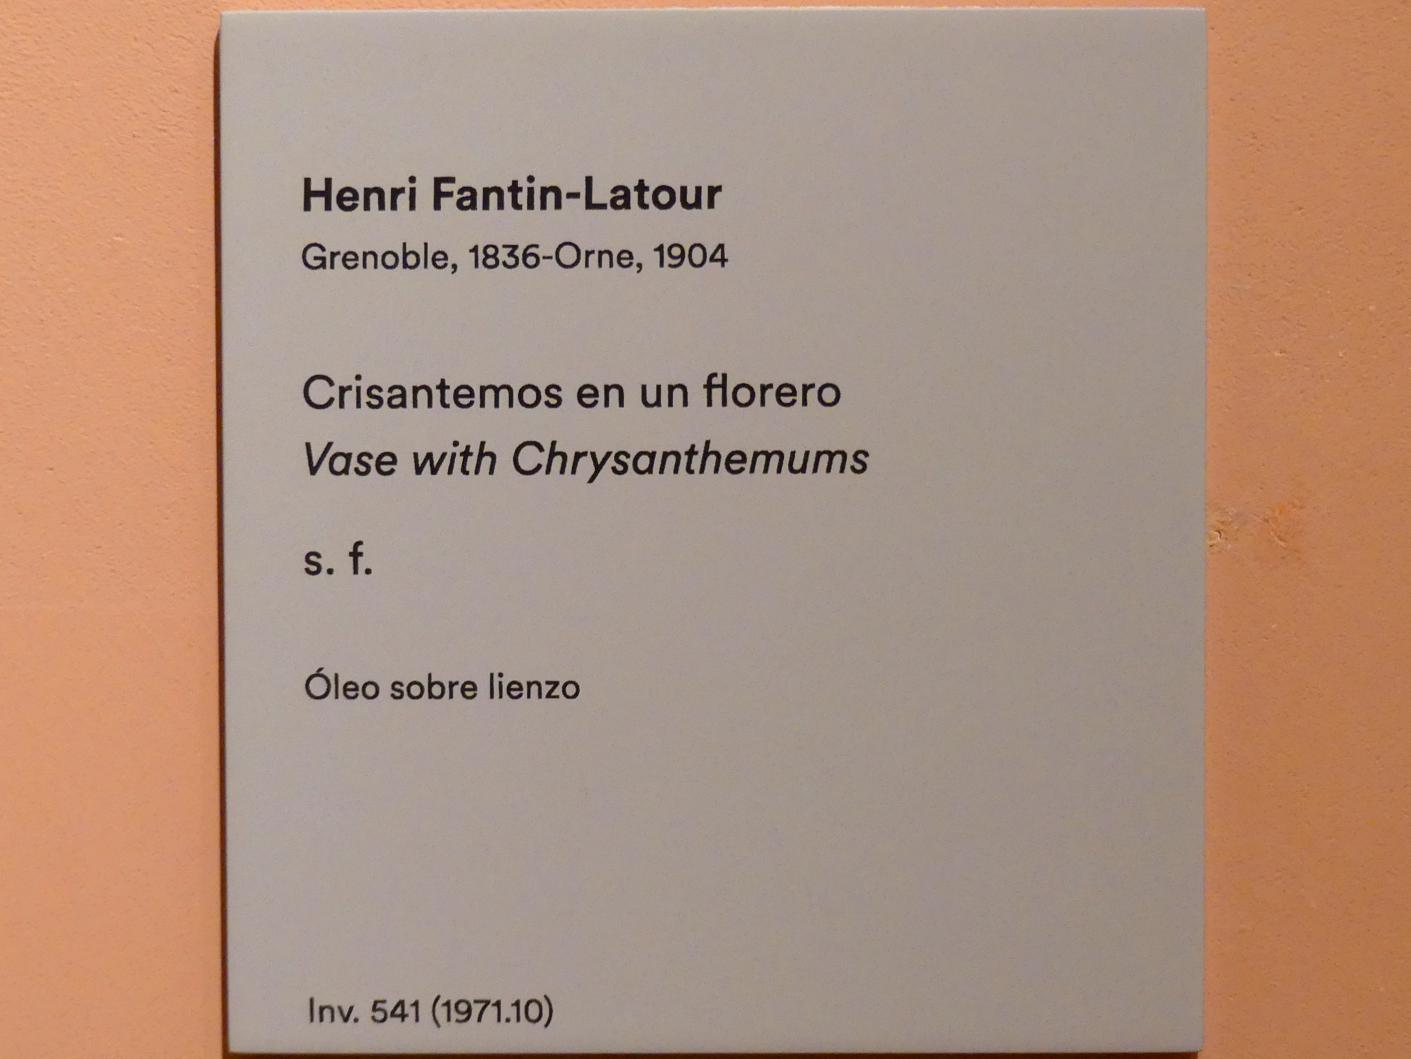 Henri Fantin-Latour
Grenoble, 1836-Orne, 1904
Crisantemos en un florero
Vase with Chrysanthemums
s. f.
Óleo sobre lienzo
Inv. 541 (1971.10)